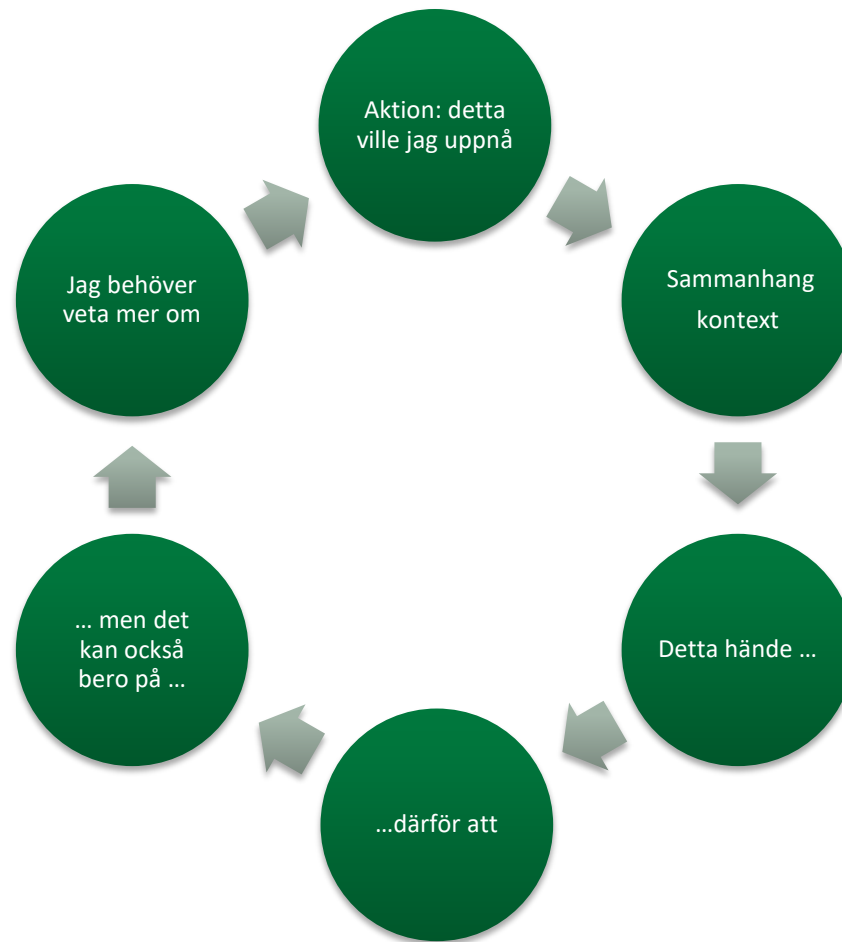 Aktion: detta
ville jag uppnå
Sammanhang
kontext
Detta hände …
…därför att
… men det
kan också
bero på …
Jag behöver
veta mer om